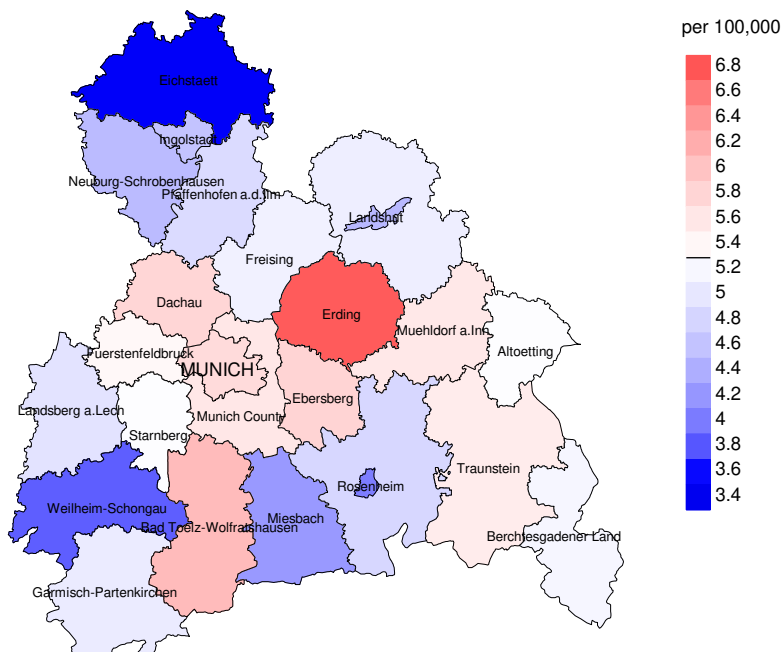 per 100,000
6.8
6.6
6.4
6.2
6
5.8
5.6
5.4
5.2
5
4.8
4.6
4.4
4.2
4
3.8
3.6
3.4
Eichstaett
Ingolstadt
Neuburg-Schrobenhausen
Pfaffenhofen a.d.Ilm
Landshut
Freising
Dachau
Erding
Muehldorf a.Inn
Altoetting
Fuerstenfeldbruck
MUNICH
Ebersberg
Landsberg a.Lech
Munich County
Starnberg
Traunstein
Rosenheim
Weilheim-Schongau
Miesbach
Bad Toelz-Wolfratshausen
Berchtesgadener Land
Garmisch-Partenkirchen